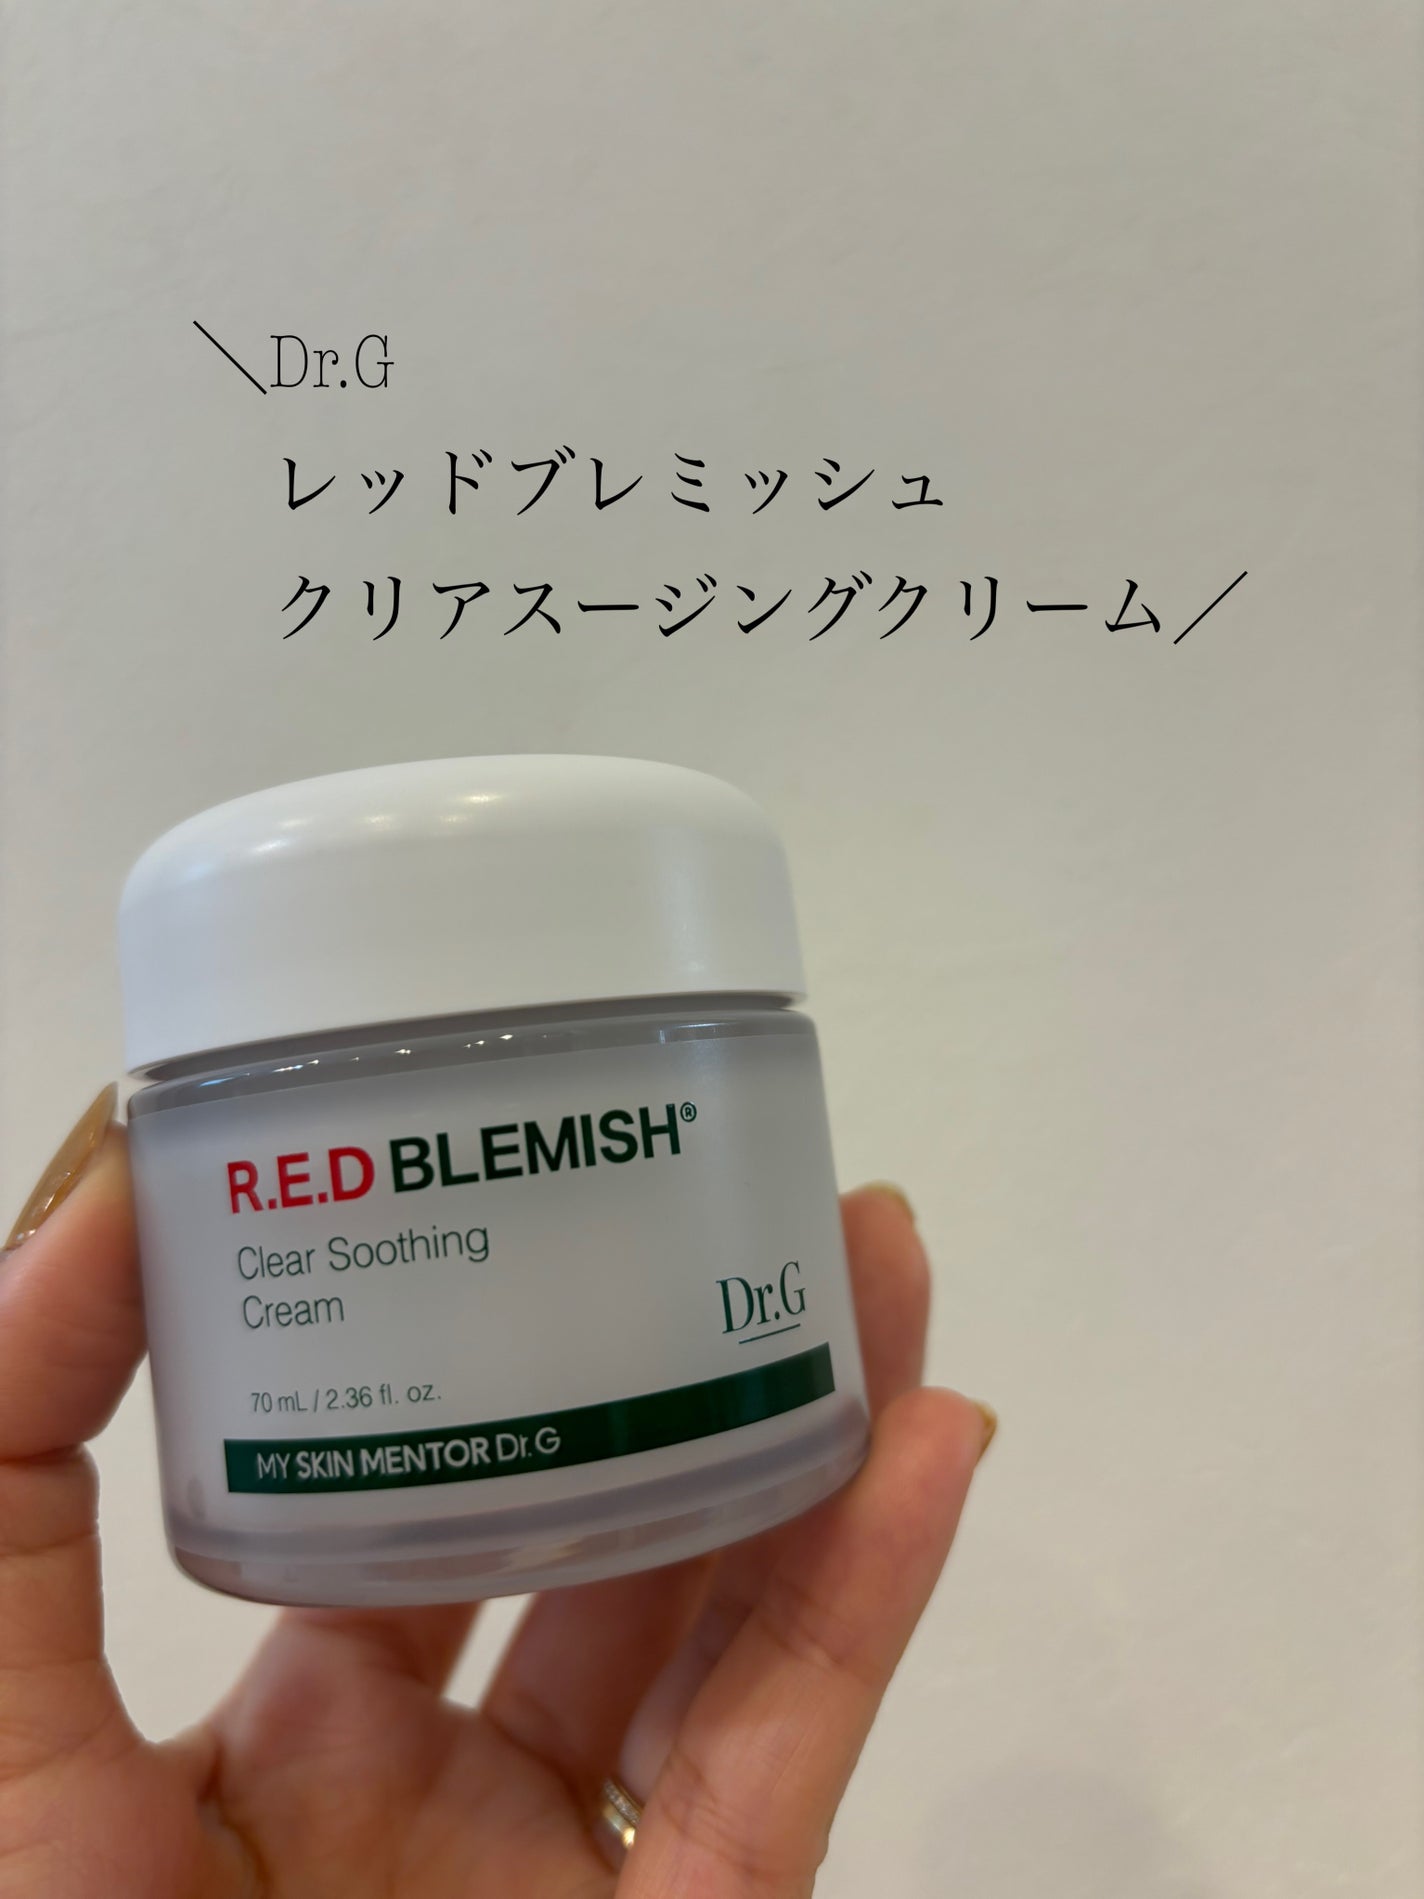 ＼Dr.G
レッドブレミッシュ
クリアスージングクリーム／
R.E.D BLEMISH®
Clear Soothing
Cream
Dr.G
70 mL / 2.36 fl. oz.
MY SKIN MENTOR Dr.G